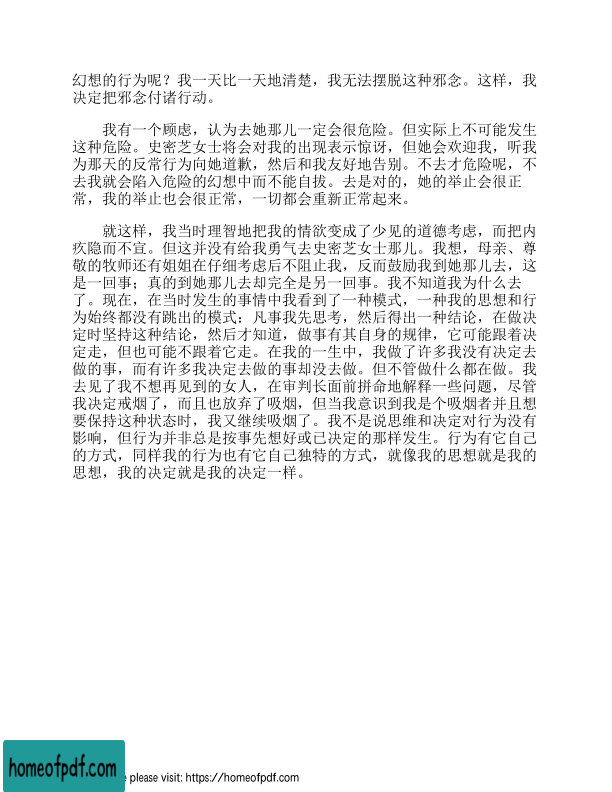 幻想的行为呢？我一天比一天地清楚，我无法摆脱这种邪念。这样，我
决定把邪念付诸行动。
我有一个顾虑，认为去她那儿一定会很危险。但实际上不可能发生
这种危险。史密芝女士将会对我的出现表示惊讶，但她会欢迎我，听我
为那天的反常行为向她道歉，然后和我友好地告别。不去才危险呢，不
去我就会陷入危险的幻想中而不能自拔。去是对的，她的举止会很正
常，我的举止也会很正常，一切都会重新正常起来。
就这样，我当时理智地把我的情欲变成了少见的道德考虑，而把内
疚隐而不宣。但这并没有给我勇气去史密芝女士那儿。我想，母亲、尊
敬的牧师还有姐姐在仔细考虑后不阻止我，反而鼓励我到她那儿去，这
是一回事；真的到她那儿去却完全是另一回事。我不知道我为什么去
了。现在，在当时发生的事情中我看到了一种模式，一种我的思想和行
为始终都没有跳出的模式：凡事我先思考，然后得出一种结论，在做决
定时坚持这种结论，然后才知道，做事有其自身的规律，它可能跟着决
定走，但也可能不跟着它走。在我的一生中，我做了许多我没有决定去
做的事，而有许多我决定去做的事却没去做。但不管做什么都在做。我
去见了我不想再见到的女人，在审判长面前拼命地解释一些问题，尽管
我决定戒烟了，而且也放弃了吸烟，但当我意识到我是个吸烟者并且想
要保持这种状态时，我又继续吸烟了。我不是说思维和决定对行为没有
影响，但行为并非总是按事先想好或已决定的那样发生。行为有它自己
的方式，同样我的行为也有它自己独特的方式，就像我的思想就是我的
思想，我的决定就是我的决定一样。
homeofpdf.com
please visit: https://homeofpdf.com